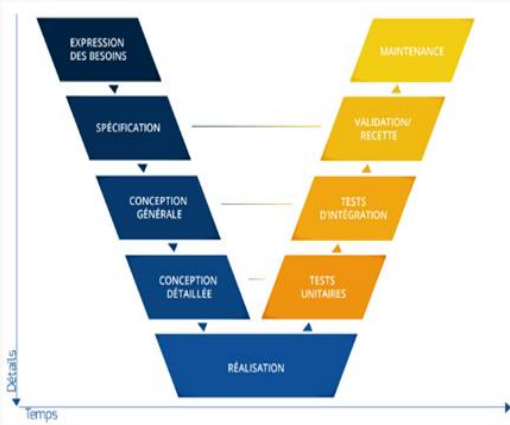 EXPRESSION
DES BESOINS
MAINTENANCE
SPÉCIFICATION
VALIDATION/
RECETTE
CONCEPTION
GÉNÉRALE
TESTS
D'INTÉGRATION
CONCEPTION
DÉTAILLÉE
TESTS
UNITAIRES
RÉALISATION
Détails
Temps